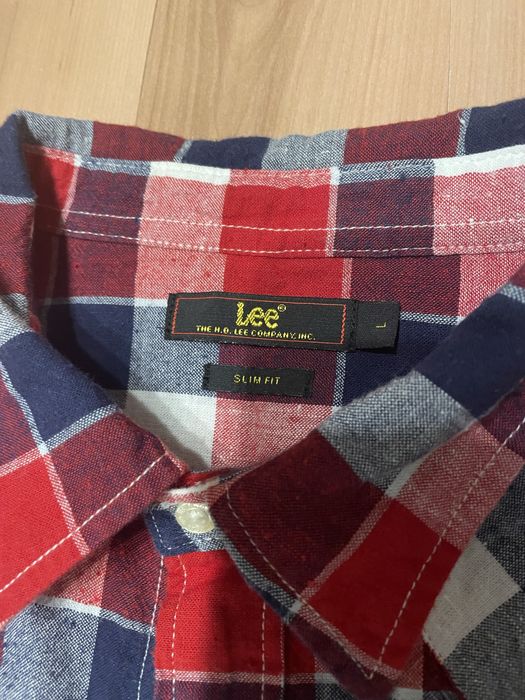 Lee®
THE H.D. LEE COMPANY, INC.
L
SLIM FIT